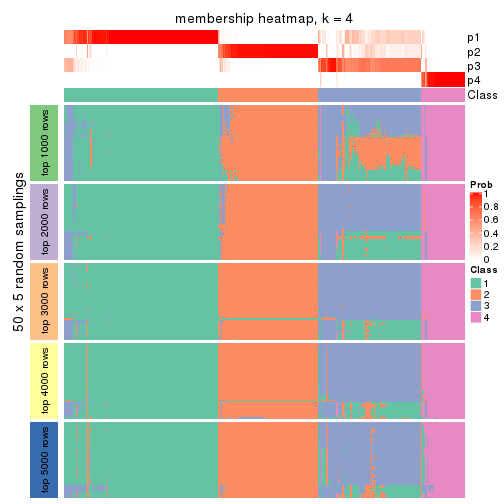 membership heatmap, k = 4
p1
p2
p3
p4
Class
50 x 5 random samplings
top 1000 rows
top 2000 rows
top 3000 rows
top 4000 rows
top 5000 rows
Prob
1
0.8
0.6
0.4
0.2
0
Class
1
2
3
4